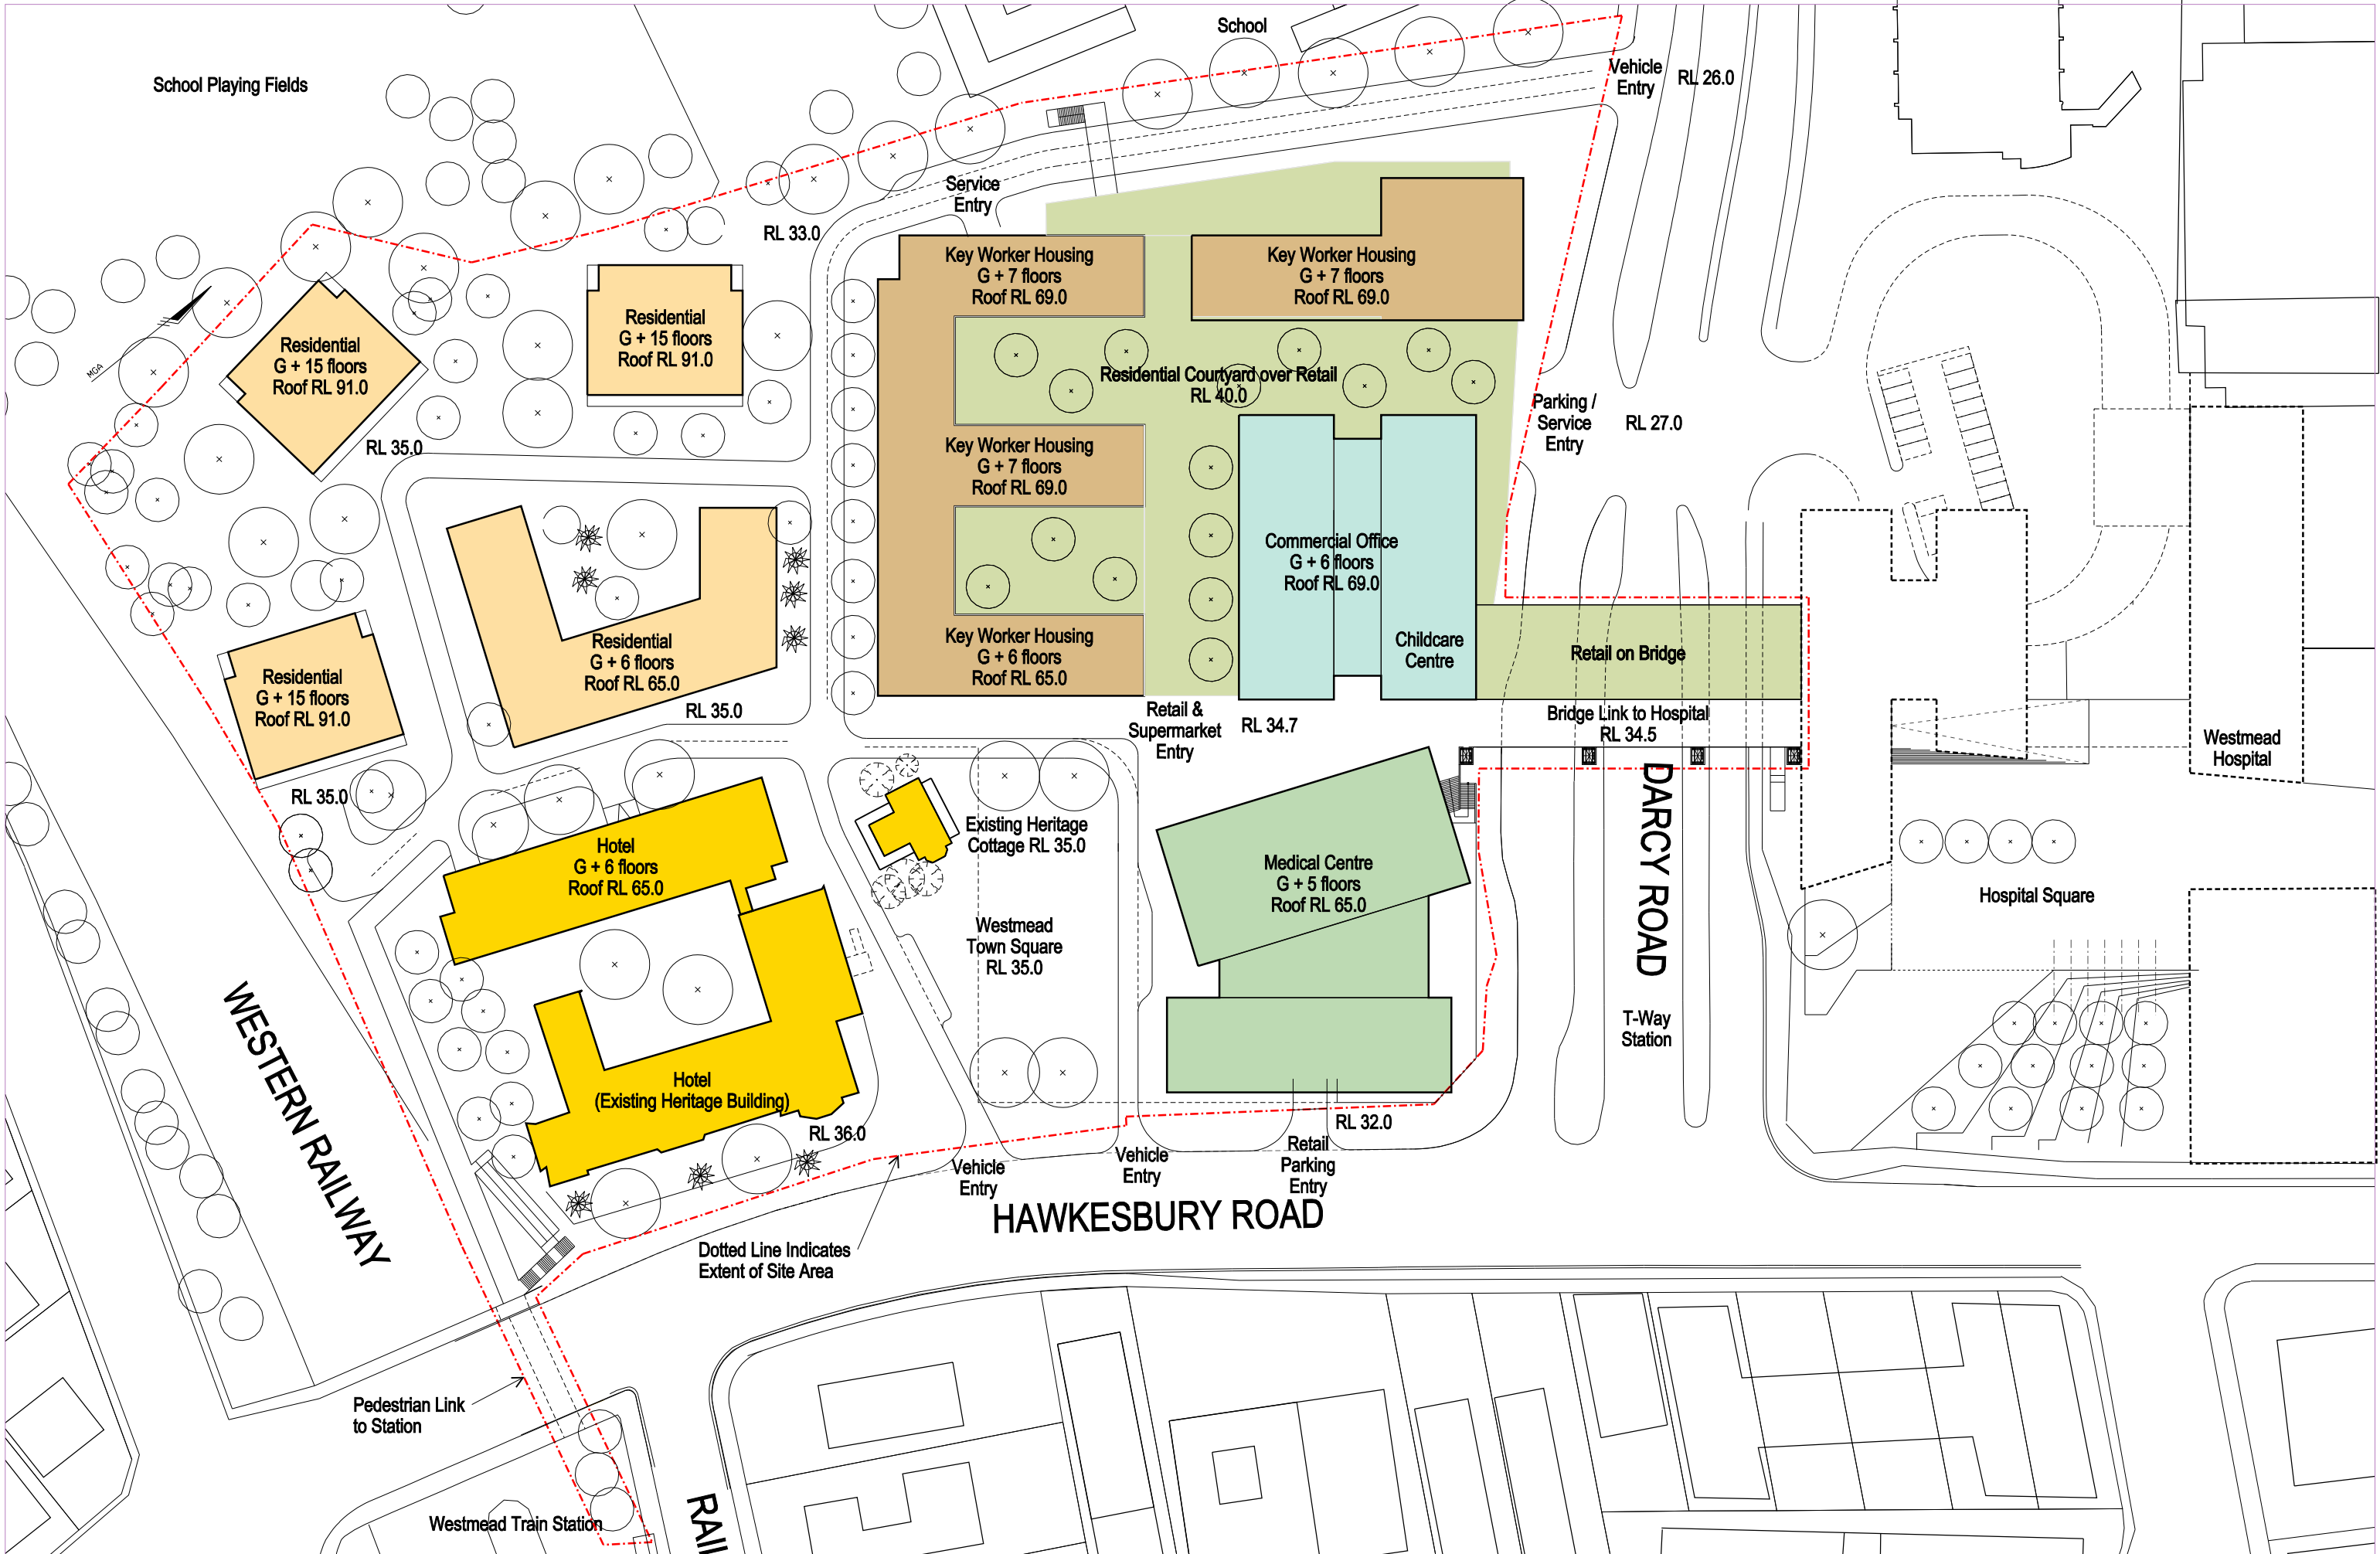 School
School Playing Fields
Vehicle
Entry
RL 26.0
Service
Entry
RL 33.0
Key Worker Housing
G + 7 floors
Roof RL 69.0
Key Worker Housing
G + 7 floors
Roof RL 69.0
Residential
G + 15 floors
Roof RL 91.0
Residential
G + 15 floors
Roof RL 91.0
MGA
Residential Courtyard over Retail
RL 40.0
Parking /
Service
Entry
RL 27.0
RL 35.0
Key Worker Housing
G + 7 floors
Roof RL 69.0
Commercial Office
G + 6 floors
Roof RL 69.0
Childcare
Centre
Retail on Bridge
Residential
G + 6 floors
Roof RL 65.0
Key Worker Housing
G + 6 floors
Roof RL 65.0
Residential
G + 15 floors
Roof RL 91.0
RL 35.0
Retail &
Supermarket
Entry
RL 34.7
Bridge Link to Hospital
RL 34.5
Westmead
Hospital
RL 35.0
DARCY ROAD
Existing Heritage
Cottage RL 35.0
Hotel
G + 6 floors
Roof RL 65.0
Medical Centre
G + 5 floors
Roof RL 65.0
Hospital Square
Westmead
Town Square
RL 35.0
T-Way
Station
WESTERN RAILWAY
Hotel
(Existing Heritage Building)
RL 36.0
RL 32.0
Vehicle
Entry
Vehicle
Entry
Retail
Parking
Entry
HAWKESBURY ROAD
Dotted Line Indicates
Extent of Site Area
Pedestrian Link
to Station
Westmead Train Station
RAIL